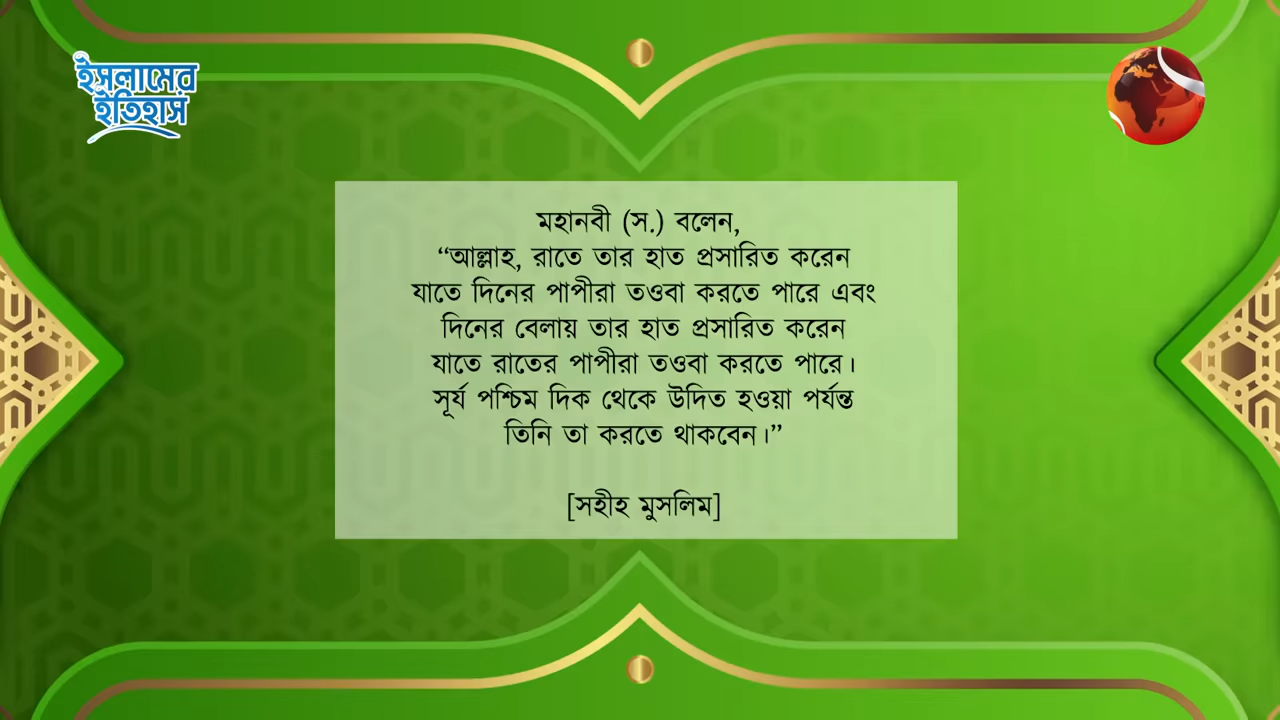 ইসলামের
ইতিহাস
মহানবী (স.) বলেন,
“আল্লাহ, রাতে তার হাত প্রসারিত করেন
যাতে দিনের পাপীরা তওবা করতে পারে এবং
দিনের বেলায় তার হাত প্রসারিত করেন
যাতে রাতের পাপীরা তওবা করতে পারে।
সূর্য পশ্চিম দিক থেকে উদিত হওয়া পর্যন্ত
তিনি তা করতে থাকবেন।”
[সহীহ মুসলিম]